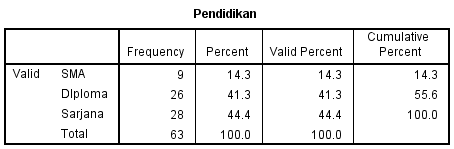 Pendidikan
Frequency Percent Valid Percent Cumulative Percent
Valid SMA 9 14.3 14.3 14.3
DIploma 26 41.3 41.3 55.6
Sarjana 28 44.4 44.4 100.0
Total 63 100.0 100.0